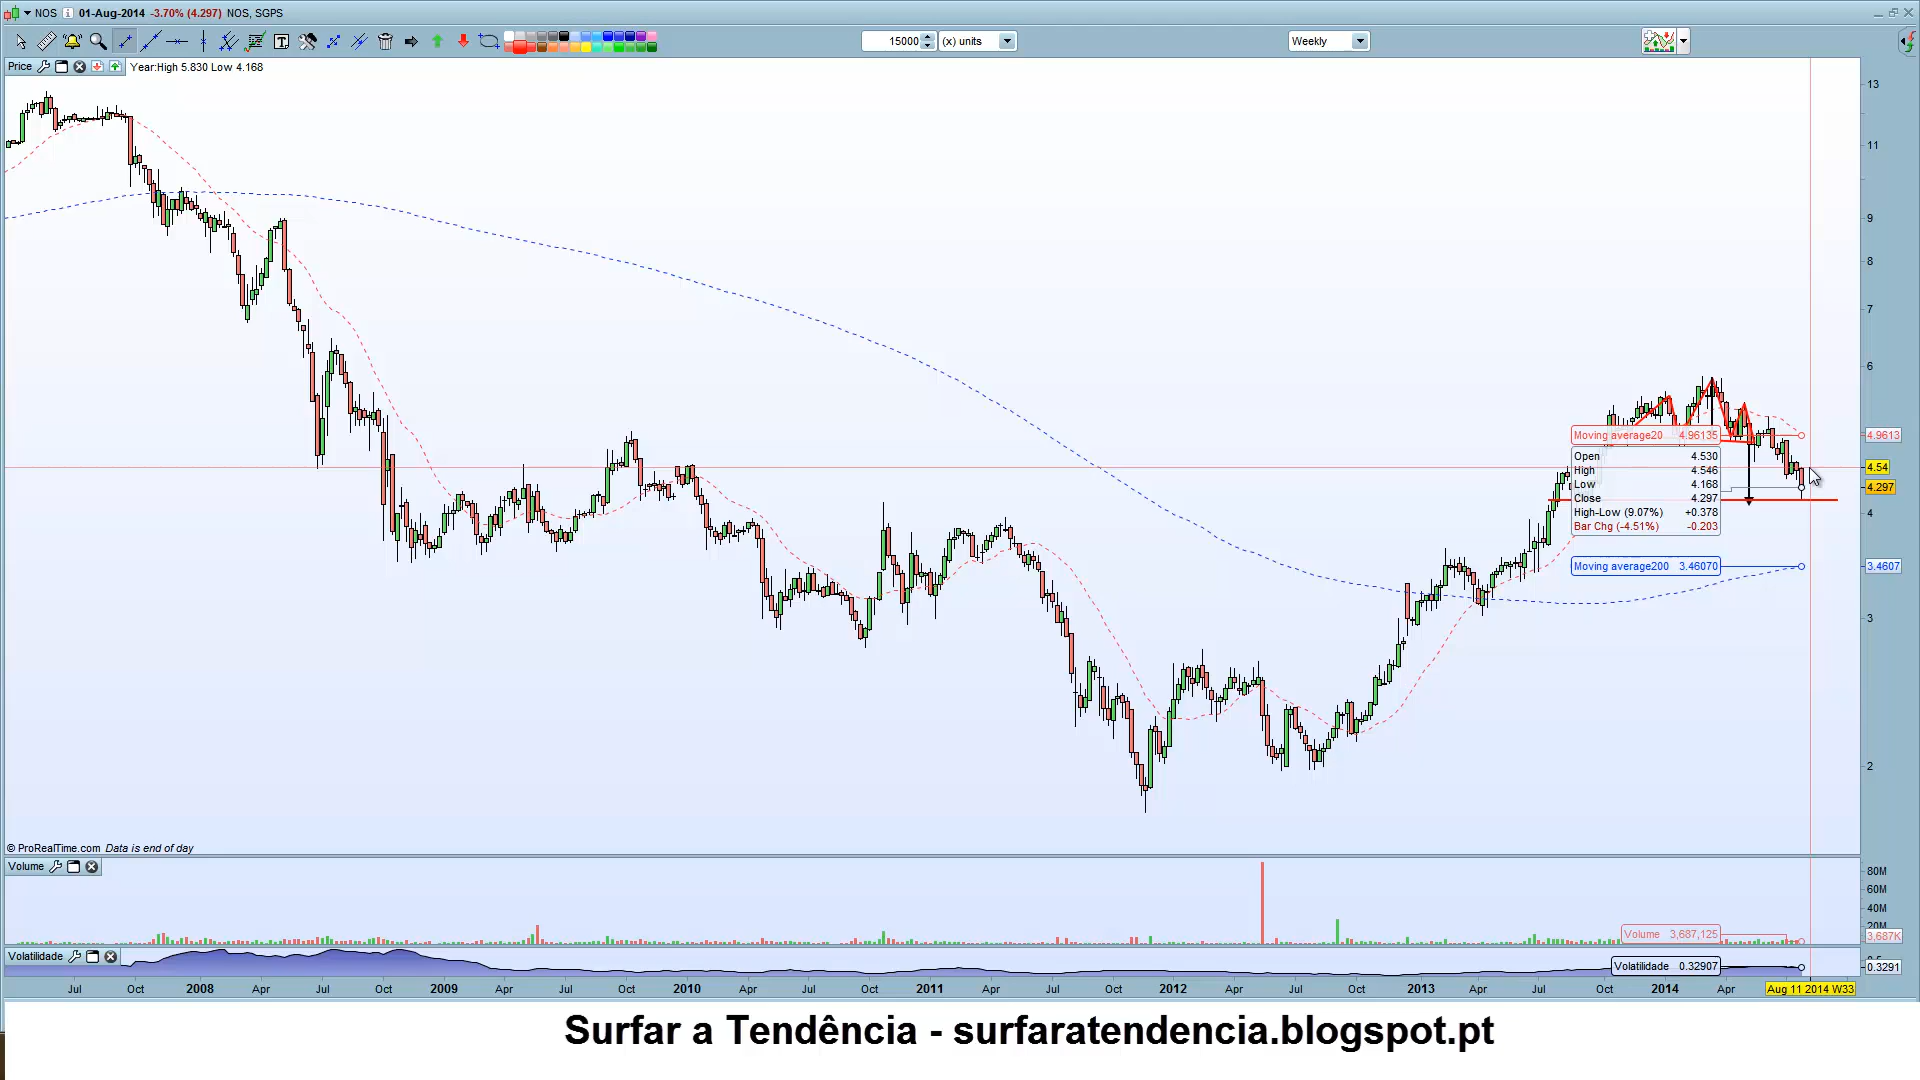 NOS 01-Aug-2014 -3.70% (4.297) NOS, SGPS
15000 (x) units Weekly
Price Year:High 5.830 Low 4.168
13
11
9
8
7
6
Moving average20 4.96135 4.9613
Open 4.530
High 4.546 4.54
Low 4.168 4.297
Close 4.297
High-Low (9.07%) +0.378 4
Bar Chg (-4.51%) -0.203
Moving average200 3.46070 3.4607
3
2
© ProRealTime.com Data is end of day
Volume
80M
60M
40M
20M
Volume 3,687,125 3,687K
Volatilidade
Volatilidade 0.32907 0.3291
Jul Oct 2008 Apr Jul Oct 2009 Apr Jul Oct 2010 Apr Jul Oct 2011 Apr Jul Oct 2012 Apr Jul Oct 2013 Apr Jul Oct 2014 Apr Aug 11 2014 W33
Surfar a Tendência - surfaratendencia.blogspot.pt